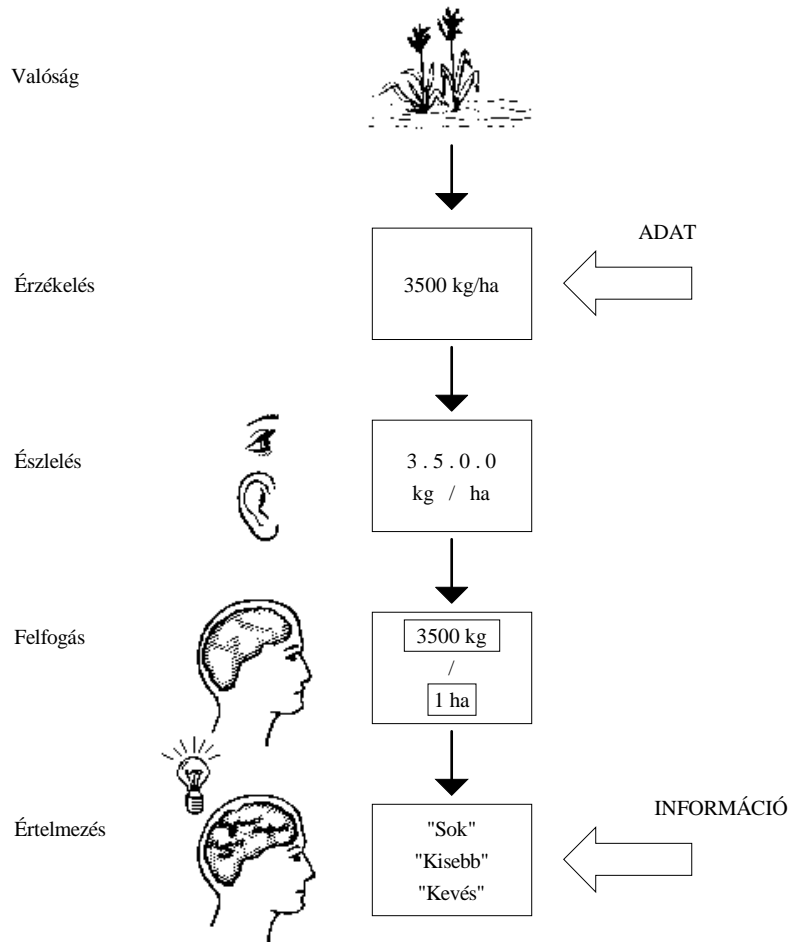 Valóság
ADAT
Érzékelés
3500 kg/ha
Észlelés
3 . 5 . 0 . 0
kg / ha
Felfogás
3500 kg
/
1 ha
Értelmezés
INFORMÁCIÓ
"Sok"
"Kisebb"
"Kevés"